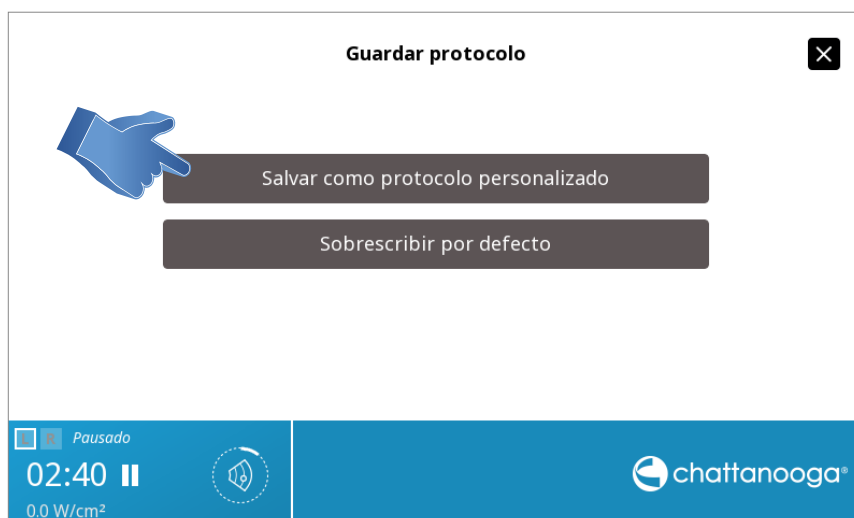 Guardar protocolo
Salvar como protocolo personalizado
Sobrescribir por defecto
L R Pausado
02:40
0.0 W/cm²
chattanooga®